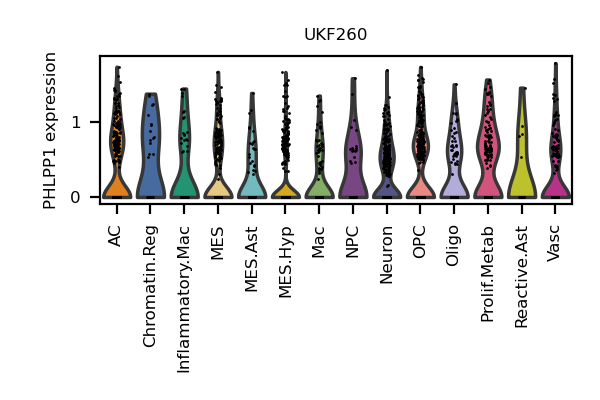 UKF260
PHLPP1 expression
1
0
AC
Chromatin.Reg
Inflammatory.Mac
MES
MES.Ast
MES.Hyp
Mac
NPC
Neuron
OPC
Oligo
Prolif.Metab
Reactive.Ast
Vasc